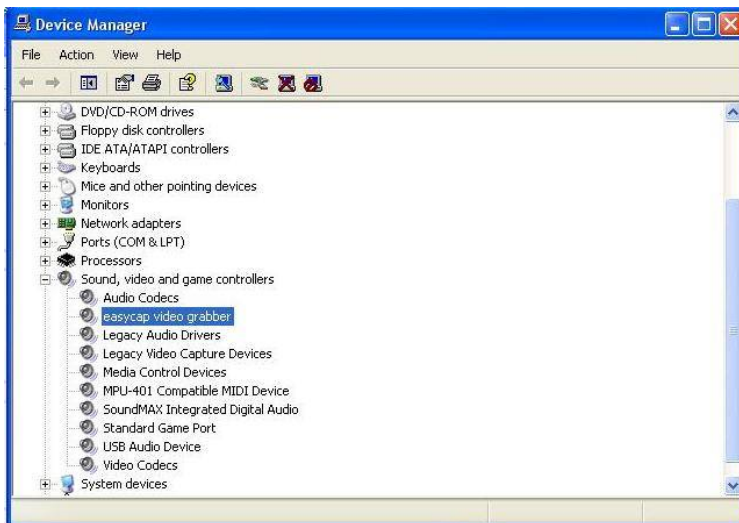 Device Manager
File Action View Help
DVD/CD-ROM drives
Floppy disk controllers
IDE ATA/ATAPI controllers
Keyboards
Mice and other pointing devices
Monitors
Network adapters
Ports (COM & LPT)
Processors
Sound, video and game controllers
Audio Codecs
easycap video grabber
Legacy Audio Drivers
Legacy Video Capture Devices
Media Control Devices
MPU-401 Compatible MIDI Device
SoundMAX Integrated Digital Audio
Standard Game Port
USB Audio Device
Video Codecs
System devices